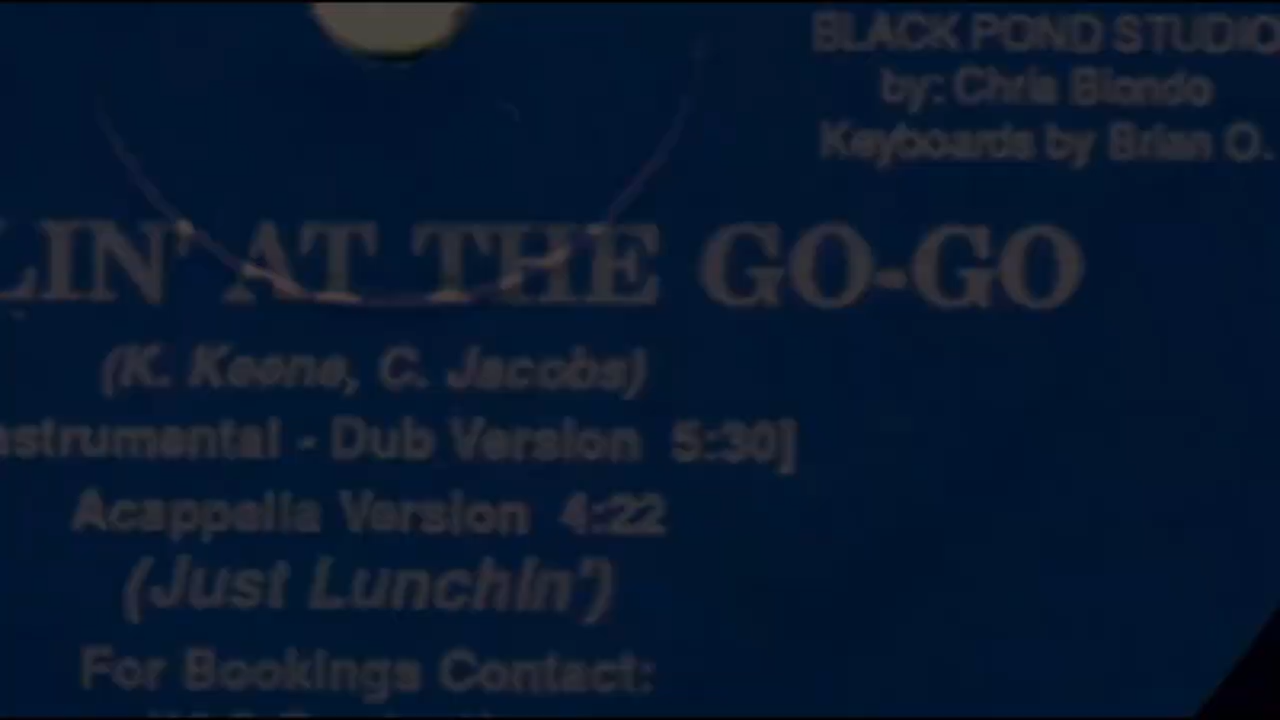 BLACK POND STUDIO
by: Chris Biondo
Keyboards by Brian O.
LIN' AT THE GO-GO
(K. Keene, C. Jacobs)
nstrumental - Dub Version 5:30]
Acappella Version 4:22
(Just Lunchin')
For Bookings Contact: